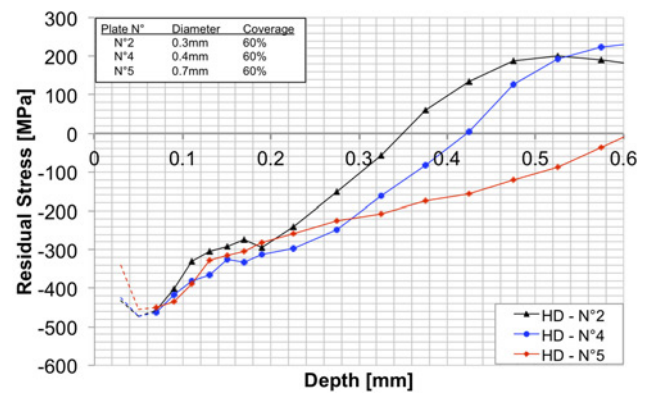 300
200
100
0
-100
-200
-300
-400
-500
-600
Residual Stress [MPa]
Plate N° Diameter Coverage
N°2 0.3mm 60%
N°4 0.4mm 60%
N°5 0.7mm 60%
0 0.1 0.2 0.3 0.4 0.5 0.6
HD - N°2
HD - N°4
HD - N°5
Depth [mm]